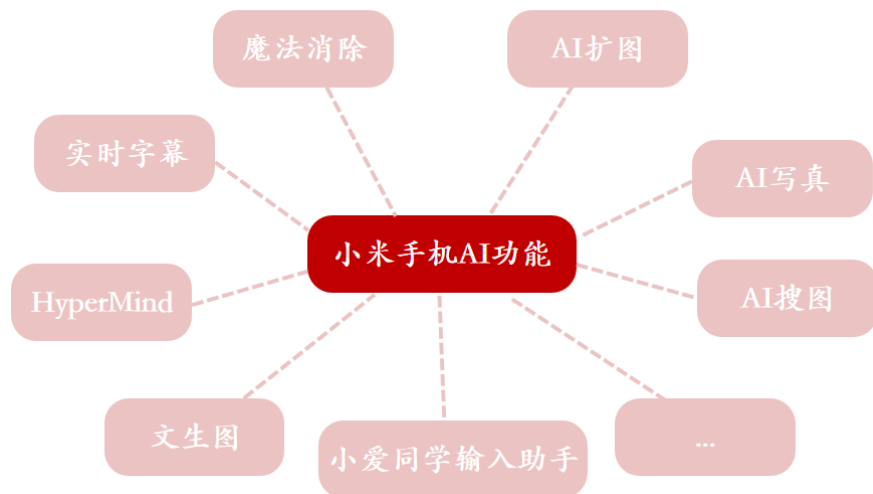 魔法消除
AI扩图
实时字幕
AI写真
小米手机AI功能
HyperMind
AI搜图
文生图
小爱同学输入助手
...